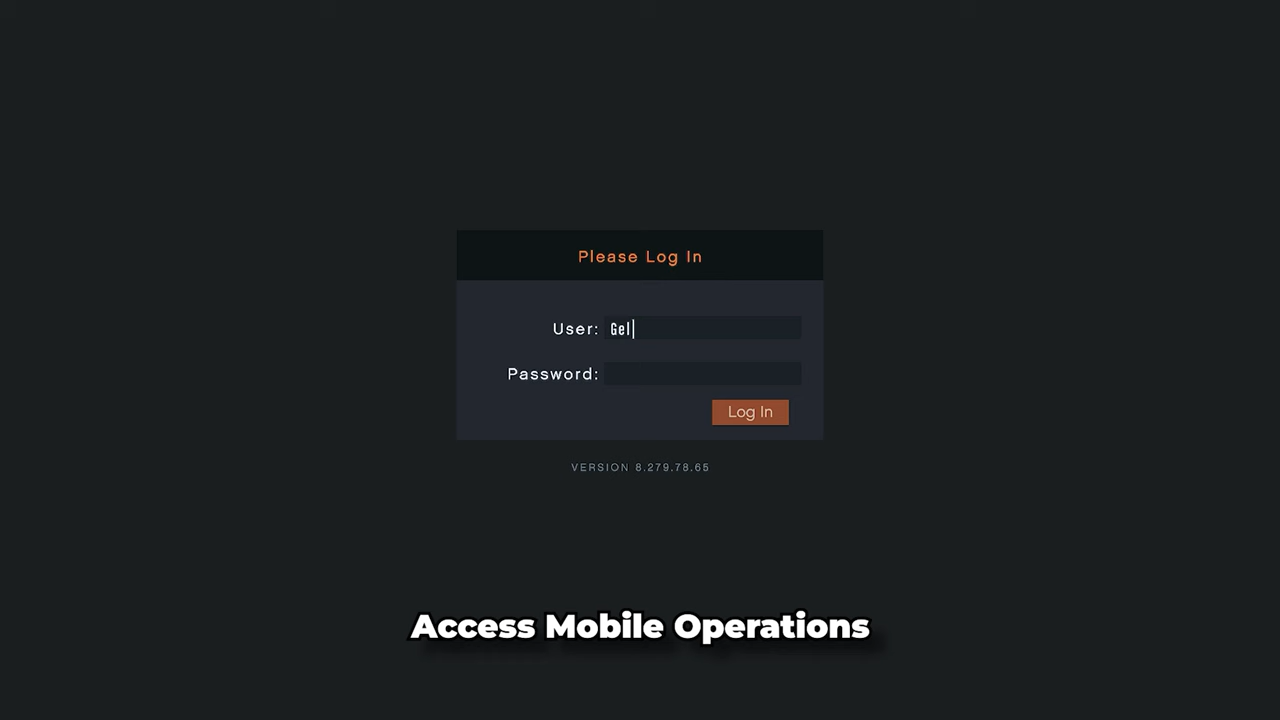 Please Log In
User: Gel
Password:
Log In
VERSION 8.279.78.65
Access Mobile Operations